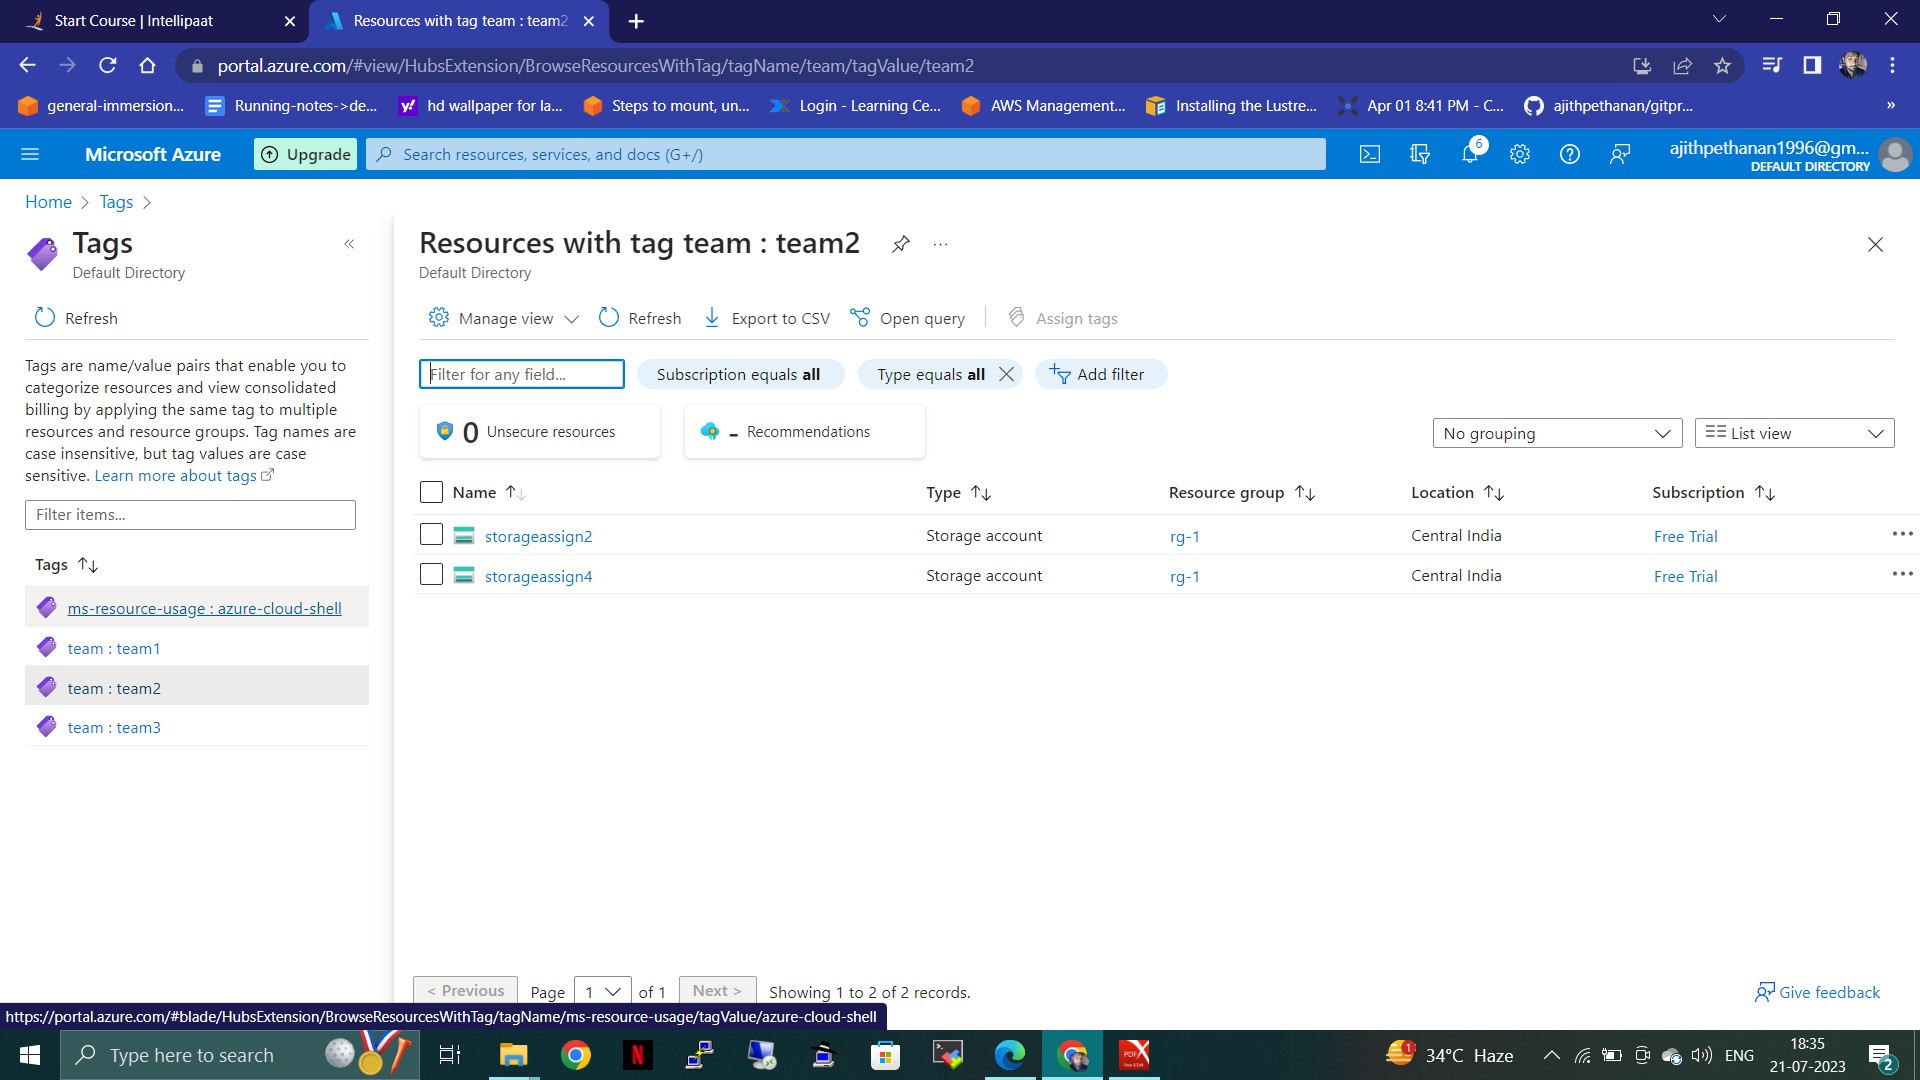 Start Course | Intellipaat
Resources with tag team : team2
portal.azure.com/#view/HubsExtension/BrowseResourcesWithTag/tagName/team/tagValue/team2
general-immersion...
Running-notes->de...
hd wallpaper for la...
Steps to mount, un...
Login - Learning Ce...
AWS Management...
Installing the Lustre...
Apr 01 8:41 PM - C...
ajithpethanan/gitpr...
»
Microsoft Azure
Upgrade
Search resources, services, and docs (G+/)
6
ajithpethanan1996@gm...
DEFAULT DIRECTORY
Home > Tags >
Tags
Default Directory
Refresh
Tags are name/value pairs that enable you to
categorize resources and view consolidated
billing by applying the same tag to multiple
resources and resource groups. Tag names are
case insensitive, but tag values are case
sensitive. Learn more about tags
Filter items...
Tags
ms-resource-usage : azure-cloud-shell
team : team1
team : team2
team : team3
Resources with tag team : team2
Default Directory
Manage view
Refresh
Export to CSV
Open query
Assign tags
Filter for any field...
Subscription equals all
Type equals all
Add filter
0 Unsecure resources
- Recommendations
No grouping
List view
Name Type Resource group Location Subscription
storageassign2 Storage account rg-1 Central India Free Trial
storageassign4 Storage account rg-1 Central India Free Trial
< Previous Page 1 of 1 Next > Showing 1 to 2 of 2 records.
Give feedback
https://portal.azure.com/#blade/HubsExtension/BrowseResourcesWithTag/tagName/ms-resource-usage/tagValue/azure-cloud-shell
Type here to search
N
PDF
1
34°C Haze
ENG
18:35
21-07-2023
2